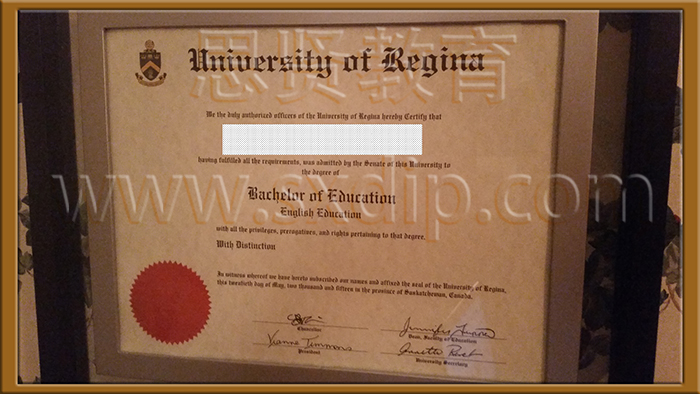 思贤教育
University of Regina
We the duly authorized officers of the University of Regina hereby Certify that
having fulfilled all the requirements, was admitted by the Senate of this University to
the degree of
Bachelor of Education
English Education
with all the privileges, prerogatives, and rights pertaining to that degree.
With Distinction
www.sxdip.com
In witness whereof we have hereto subscribed our names and affixed the seal of the University of Regina,
this twentieth day of May, two thousand and fifteen in the province of Saskatchewan, Canada.
Chancellor
Dean, Faculty of Education
Vianne Timmons
President
Annette Revet
University Secretary